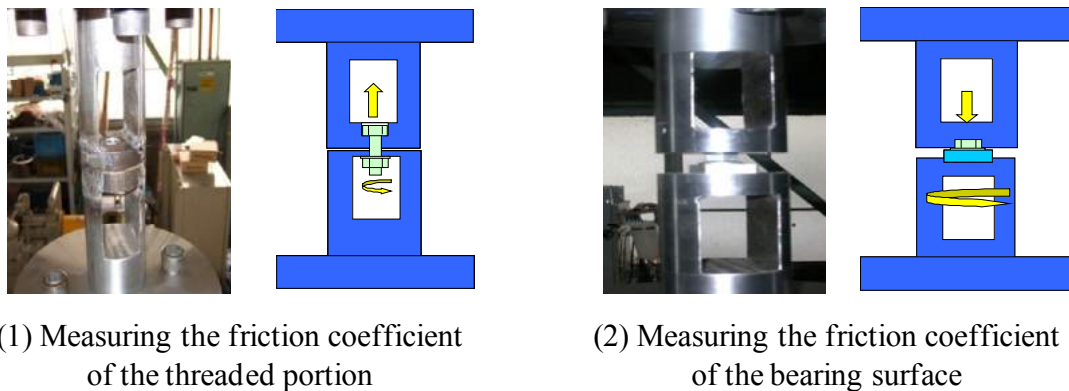 (1) Measuring the friction coefficient
of the threaded portion
(2) Measuring the friction coefficient
of the bearing surface